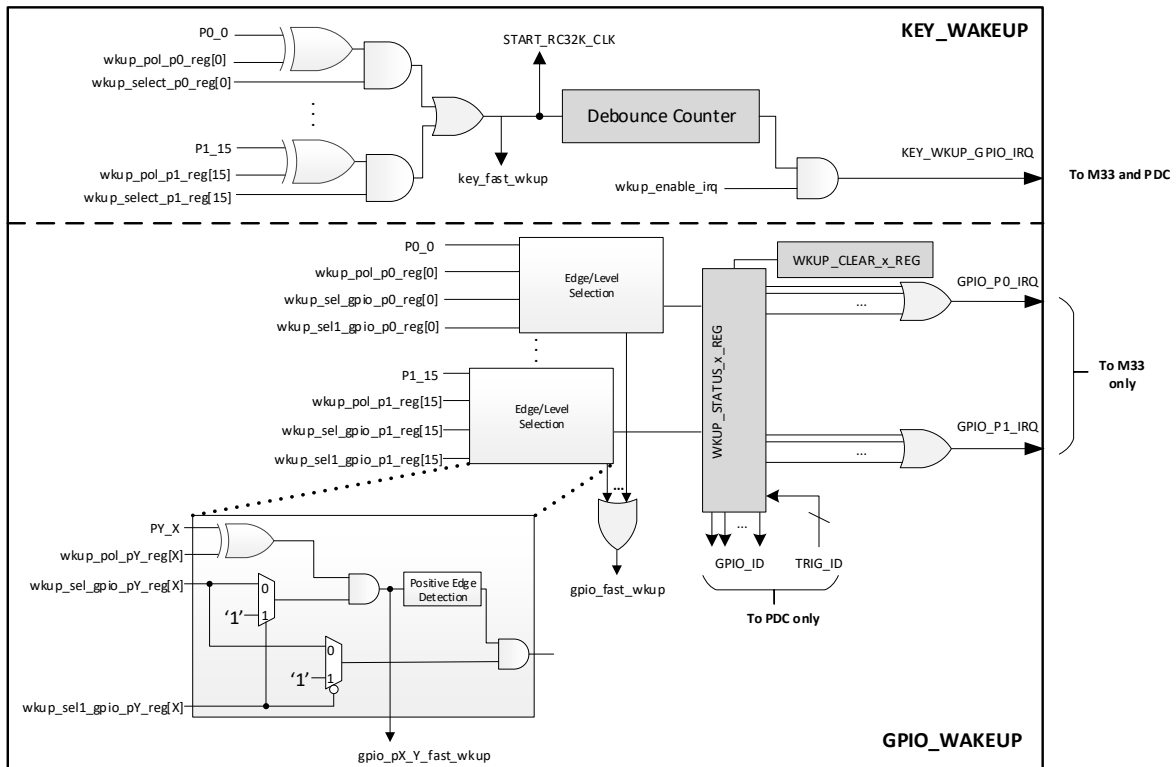 KEY_WAKEUP
P0_0
wkup_pol_p0_reg[0]
wkup_select_p0_reg[0]
START_RC32K_CLK
Debounce Counter
P1_15
wkup_pol_p1_reg[15]
wkup_select_p1_reg[15]
key_fast_wkup
wkup_enable_irq
KEY_WKUP_GPIO_IRQ
To M33 and PDC
P0_0
wkup_pol_p0_reg[0]
wkup_sel_gpio_p0_reg[0]
wkup_sel1_gpio_p0_reg[0]
Edge/Level
Selection
WKUP_CLEAR_x_REG
WKUP_STATUS_x_REG
...
GPIO_P0_IRQ
P1_15
wkup_pol_p1_reg[15]
wkup_sel_gpio_p1_reg[15]
wkup_sel1_gpio_p1_reg[15]
Edge/Level
Selection
...
...
GPIO_P1_IRQ
To M33
only
PY_X
wkup_pol_pY_reg[X]
wkup_sel_gpio_pY_reg[X]
0
'1'
1
Positive Edge
Detection
0
'1'
1
wkup_sel1_gpio_pY_reg[X]
gpio_pX_Y_fast_wkup
gpio_fast_wkup
...
GPIO_ID
TRIG_ID
To PDC only
GPIO_WAKEUP